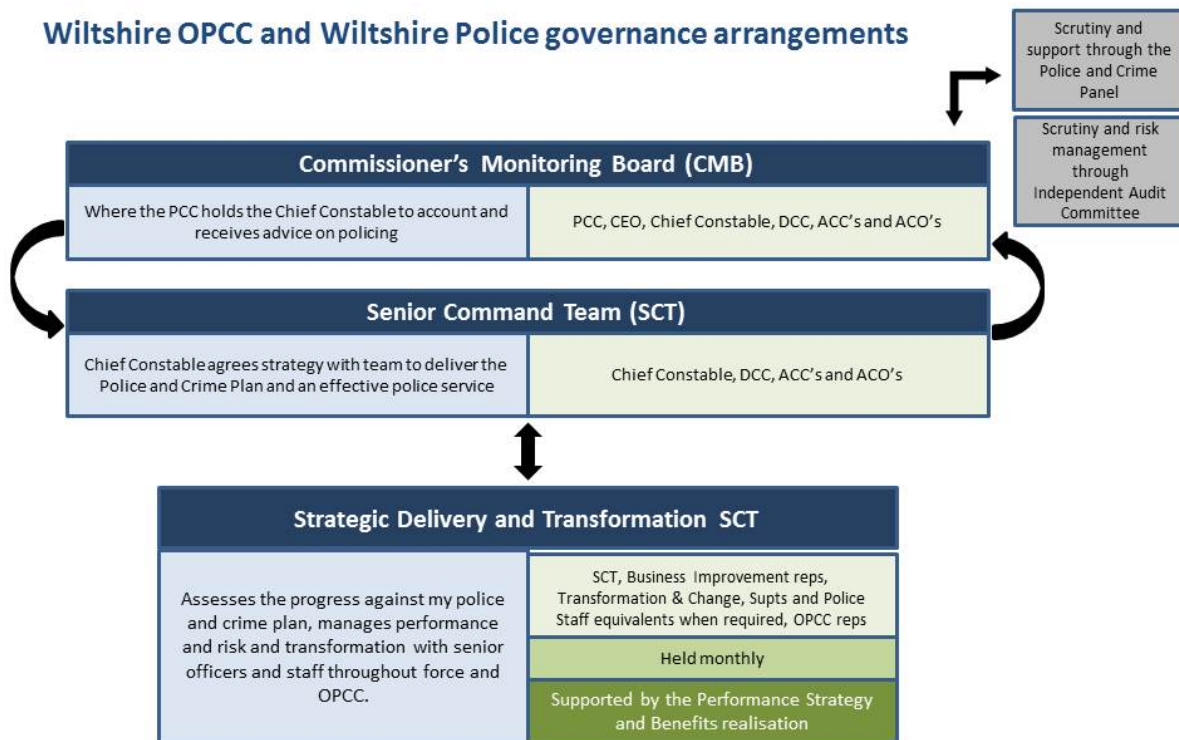 Wiltshire OPCC and Wiltshire Police governance arrangements
Scrutiny and
support through the
Police and Crime
Panel
Scrutiny and risk
management
through
Independent Audit
Committee
Commissioner's Monitoring Board (CMB)
Where the PCC holds the Chief Constable to account and
receives advice on policing
PCC, CEO, Chief Constable, DCC, ACC's and ACO's
Senior Command Team (SCT)
Chief Constable agrees strategy with team to deliver the
Police and Crime Plan and an effective police service
Chief Constable, DCC, ACC's and ACO's
Strategic Delivery and Transformation SCT
Assesses the progress against my police
and crime plan, manages performance
and risk and transformation with senior
officers and staff throughout force and
OPCC.
SCT, Business Improvement reps,
Transformation & Change, Supts and Police
Staff equivalents when required, OPCC reps
Held monthly
Supported by the Performance Strategy
and Benefits realisation